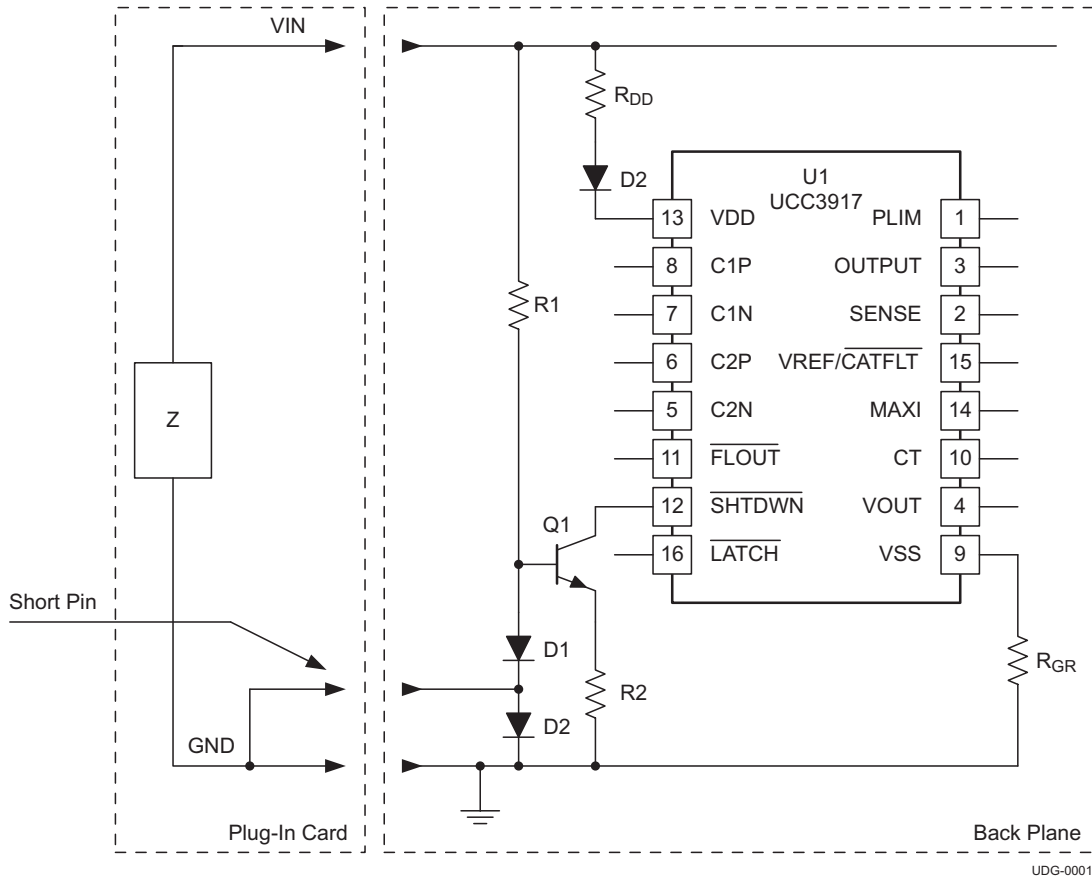 VIN
R_DD
D2
U1
UCC3917
13 VDD PLIM 1
8 C1P OUTPUT 3
7 C1N SENSE 2
6 C2P VREF/CATFLT 15
5 C2N MAXI 14
11 FLOUT CT 10
12 SHTDWN VOUT 4
16 LATCH VSS 9
R1
Z
Q1
Short Pin
D1
R2
R_GR
D2
GND
Plug-In Card
Back Plane
UDG-0001